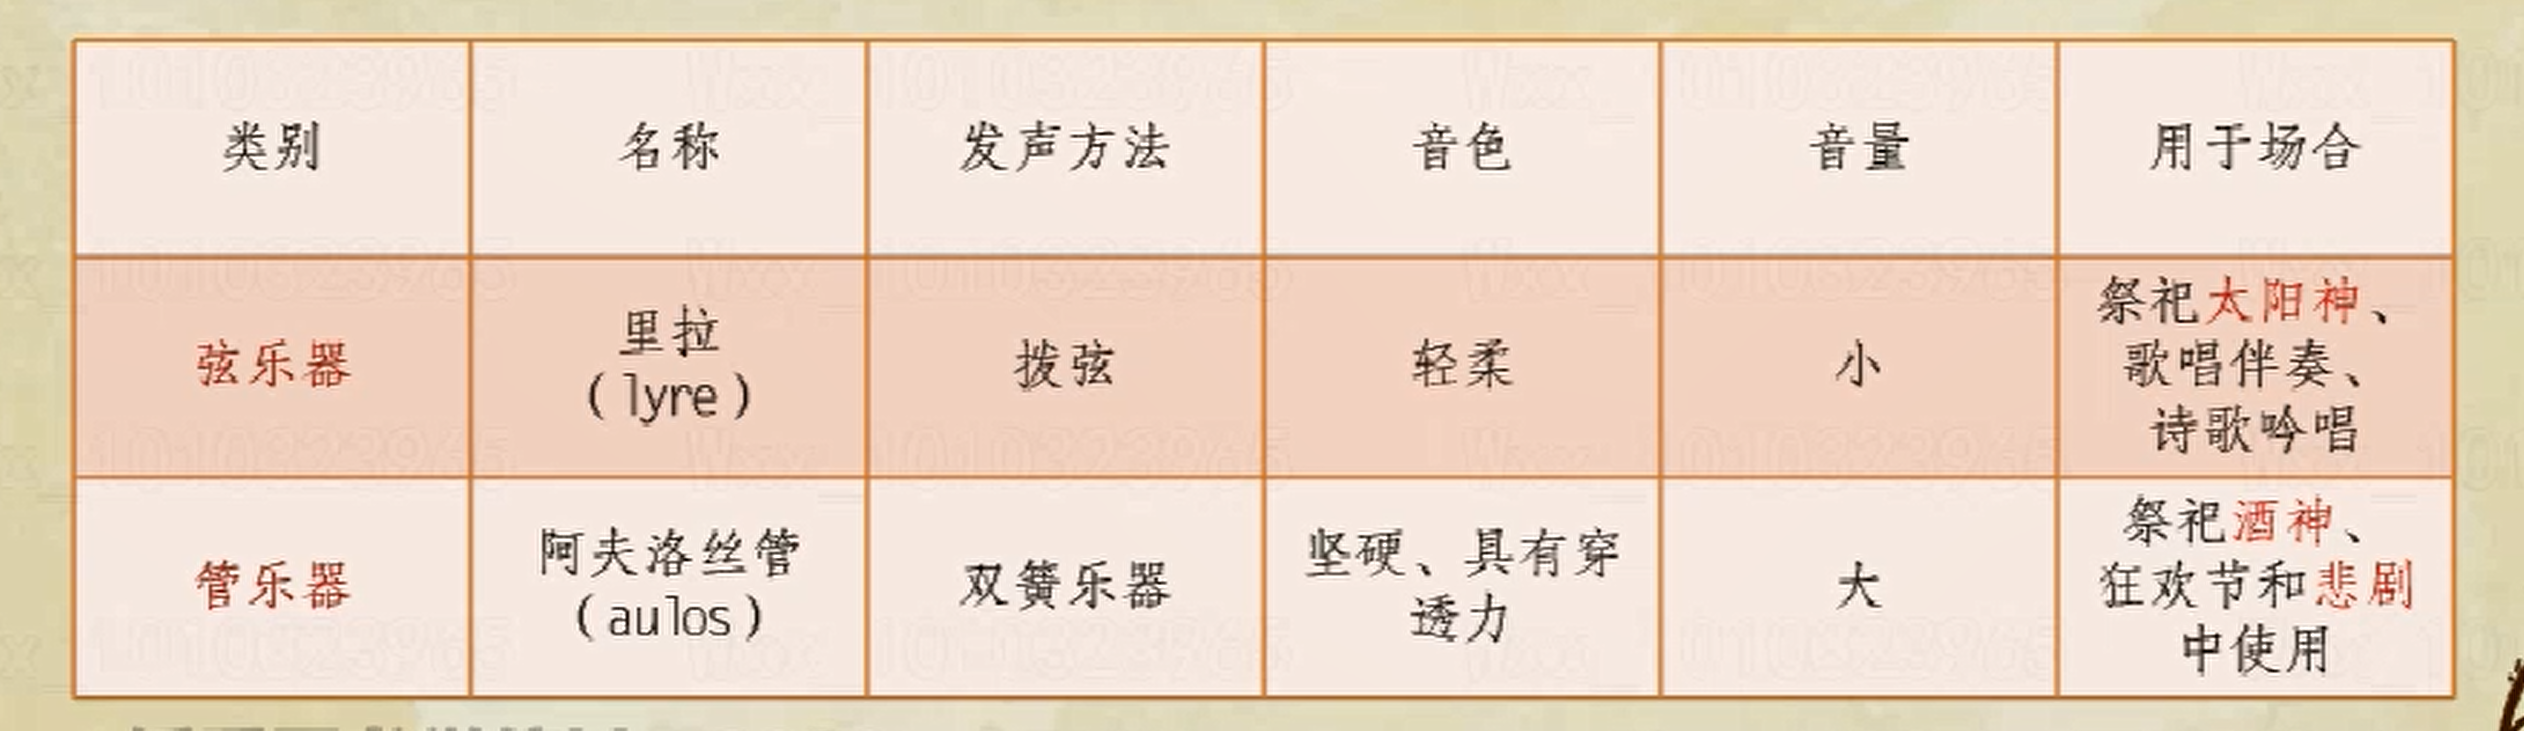 类别 名称 发声方法 音色 音量 用于场合
弦乐器
里拉
（lyre）
拨弦
轻柔
小
祭祀太阳神、
歌唱伴奏、
诗歌吟唱
管乐器
阿夫洛丝管
（aulos）
双簧乐器
坚硬、具有穿
透力
大
祭祀酒神、
狂欢节和悲剧
中使用